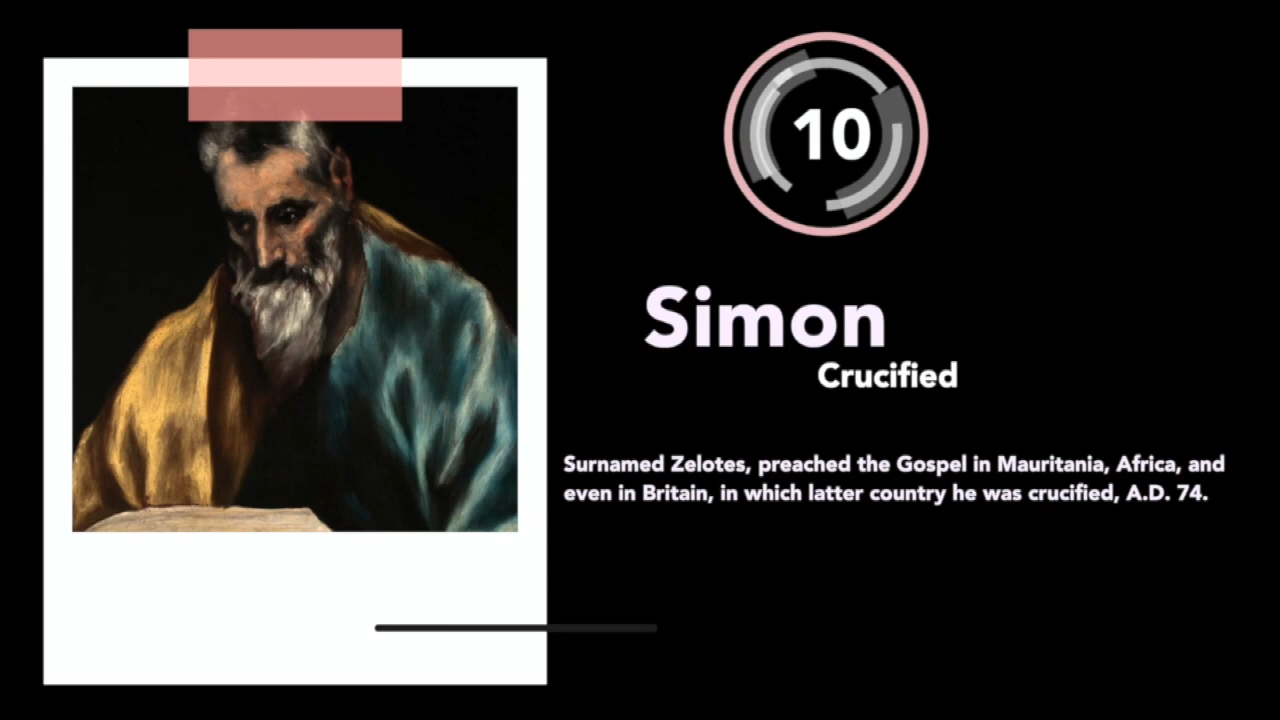 10
Simon
Crucified
Surnamed Zelotes, preached the Gospel in Mauritania, Africa, and
even in Britain, in which latter country he was crucified, A.D. 74.